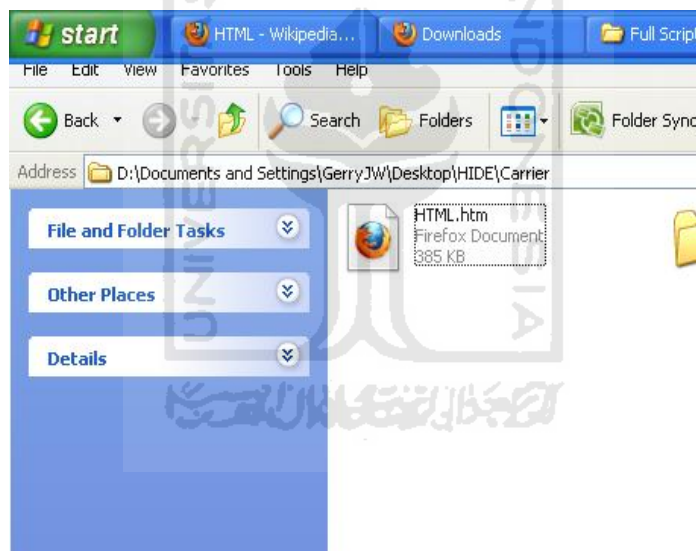 start HTML - Wikipedia... Downloads Full Script
File Edit View Favorites Tools Help
Back Search Folders Folder Sync
Address D:\Documents and Settings\GerryJW\Desktop\HIDE\Carrier
File and Folder Tasks
Other Places
Details
HTML.htm
Firefox Document
385 KB